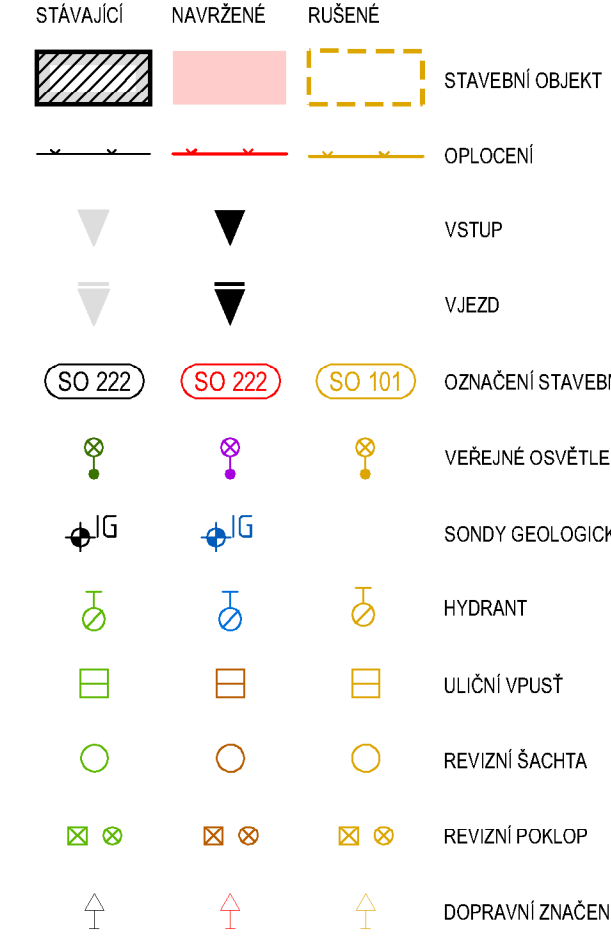 STÁVAJÍCÍ NAVRŽENÉ RUŠENÉ
STAVEBNÍ OBJEKT
OPLOCENÍ
VSTUP
VJEZD
SO 222 SO 222 SO 101 OZNAČENÍ STAVEBN
VEŘEJNÉ OSVĚTLE
IG IG SONDY GEOLOGICK
HYDRANT
ULIČNÍ VPUSŤ
REVIZNÍ ŠACHTA
REVIZNÍ POKLOP
DOPRAVNÍ ZNAČEN